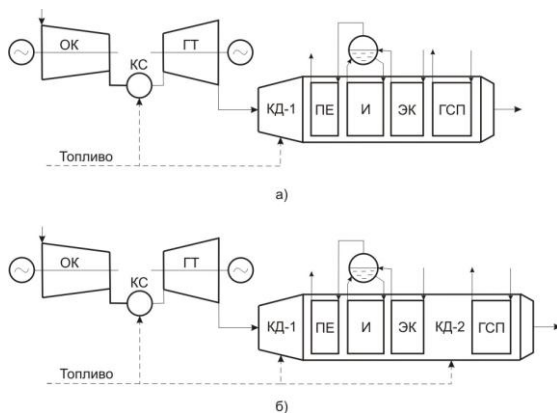 ОК
КС
ГТ
КД-1
ПЕ
И
ЭК
ГСП
Топливо
а)
ОК
КС
ГТ
КД-1
ПЕ
И
ЭК
КД-2
ГСП
Топливо
б)